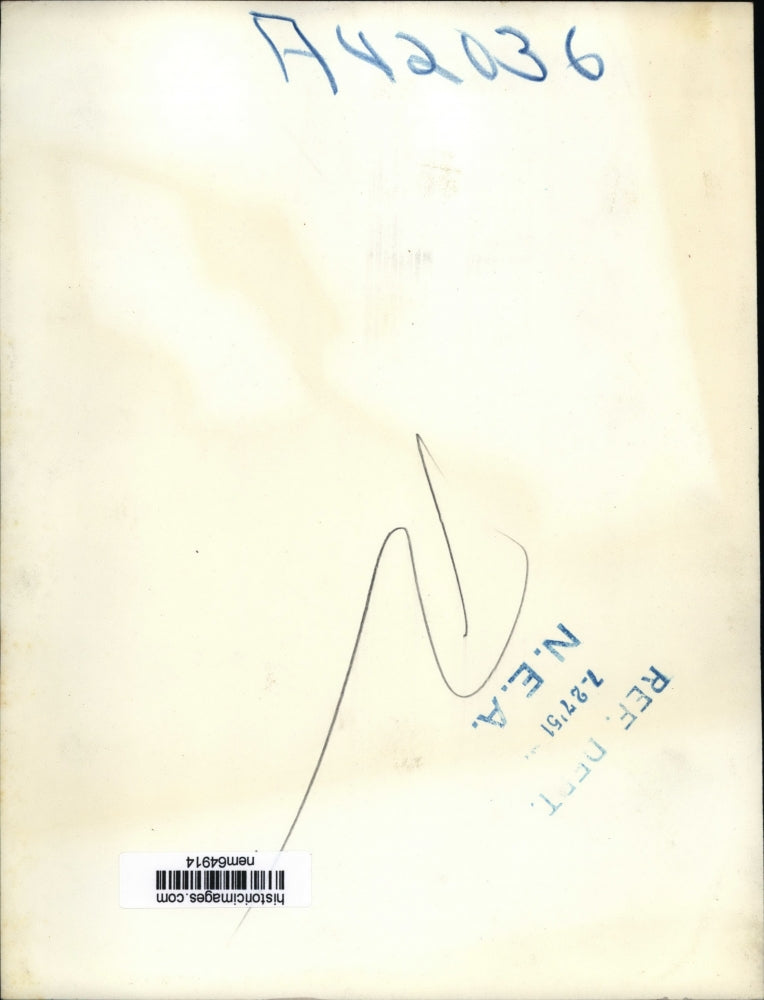 A42036
N.E.A.
7-27'51
REF. DEPT.
historicimages.com
nem64914